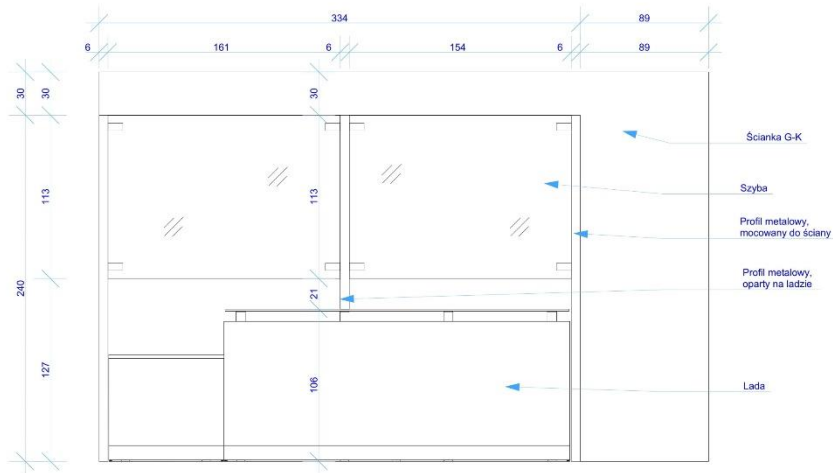 334
89
6
161
6
154
6
89
30
30
30
Ścianka G-K
Szyba
113
113
Profil metalowy,
mocowany do ściany
Profil metalowy,
oparty na ladzie
240
21
127
106
Lada